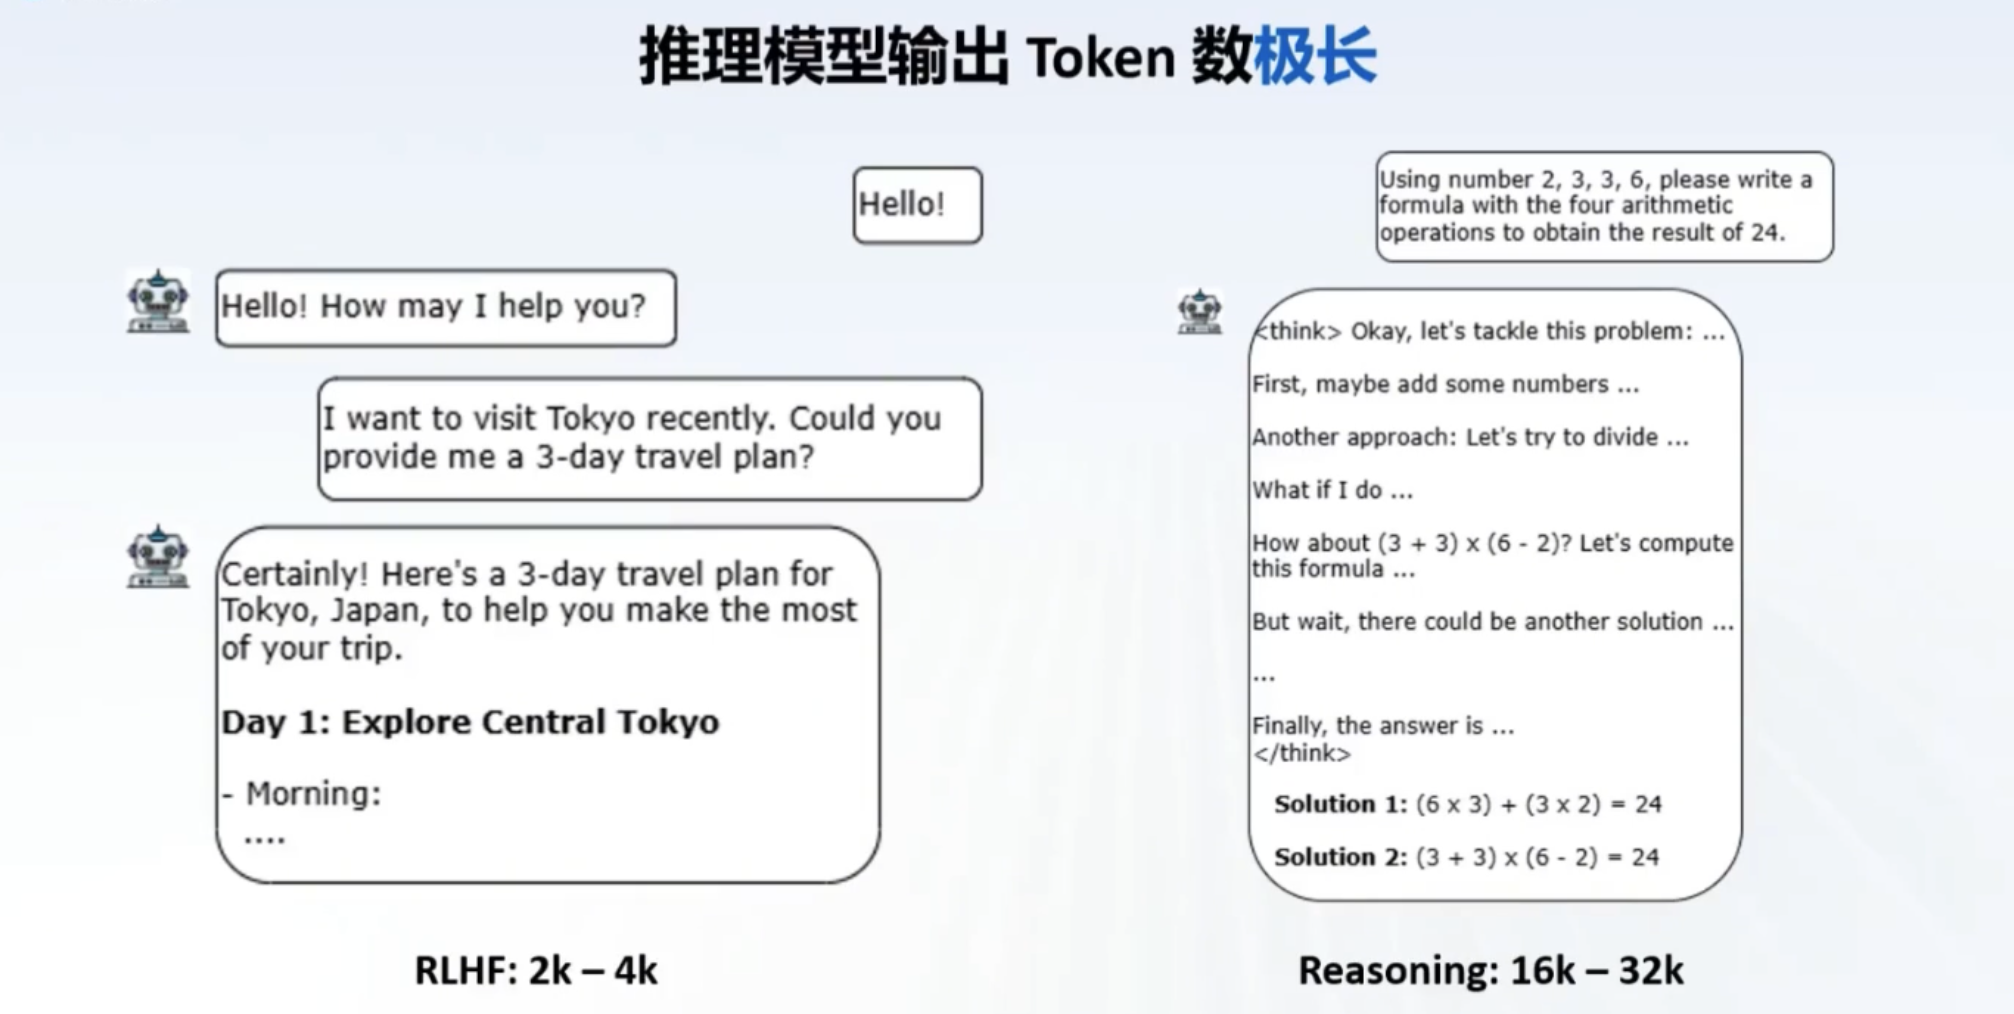 推理模型输出 Token 数极长
Hello!
Hello! How may I help you?
I want to visit Tokyo recently. Could you
provide me a 3-day travel plan?
Certainly! Here's a 3-day travel plan for
Tokyo, Japan, to help you make the most
of your trip.
Day 1: Explore Central Tokyo
- Morning:
....
RLHF: 2k – 4k
Using number 2, 3, 3, 6, please write a
formula with the four arithmetic
operations to obtain the result of 24.
<think> Okay, let's tackle this problem: ...
First, maybe add some numbers ...
Another approach: Let's try to divide ...
What if I do ...
How about (3 + 3) x (6 - 2)? Let's compute
this formula ...
But wait, there could be another solution ...
...
Finally, the answer is ...
</think>
Solution 1: (6 x 3) + (3 x 2) = 24
Solution 2: (3 + 3) x (6 - 2) = 24
Reasoning: 16k – 32k